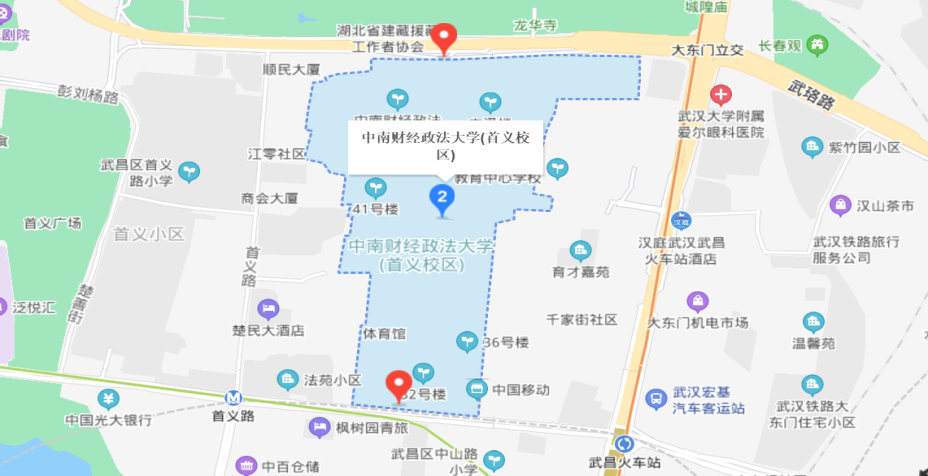 城隍庙
剧院
湖北省建藏援藏
工作者协会
龙华寺
大东门立交
长春观
顺民大厦
彭刘杨路
武珞路
武汉大学附属
爱尔眼科医院
中南财经政法大学(首义校
区)
江零社区
武昌区首义
路小学
教育中心学校
紫竹园小区
商会大厦
41号楼
2
汉山茶市
首义广场
首义小区
中南财经政法大学
(首义校区)
汉庭
汉庭武汉武昌
火车站酒店
武汉铁路旅行
服务公司
首义路
育才嘉苑
楚善街
泛悦汇
楚民大酒店
体育馆
千家街社区
大东门机电市场
36号楼
温馨苑
法苑小区
32号楼
中国移动
武汉宏基
汽车客运站
武汉铁路大
东门住宅小区
中国光大银行
首义路
枫树园青旅
武昌区中山路
小学
中百仓储
武昌火车站